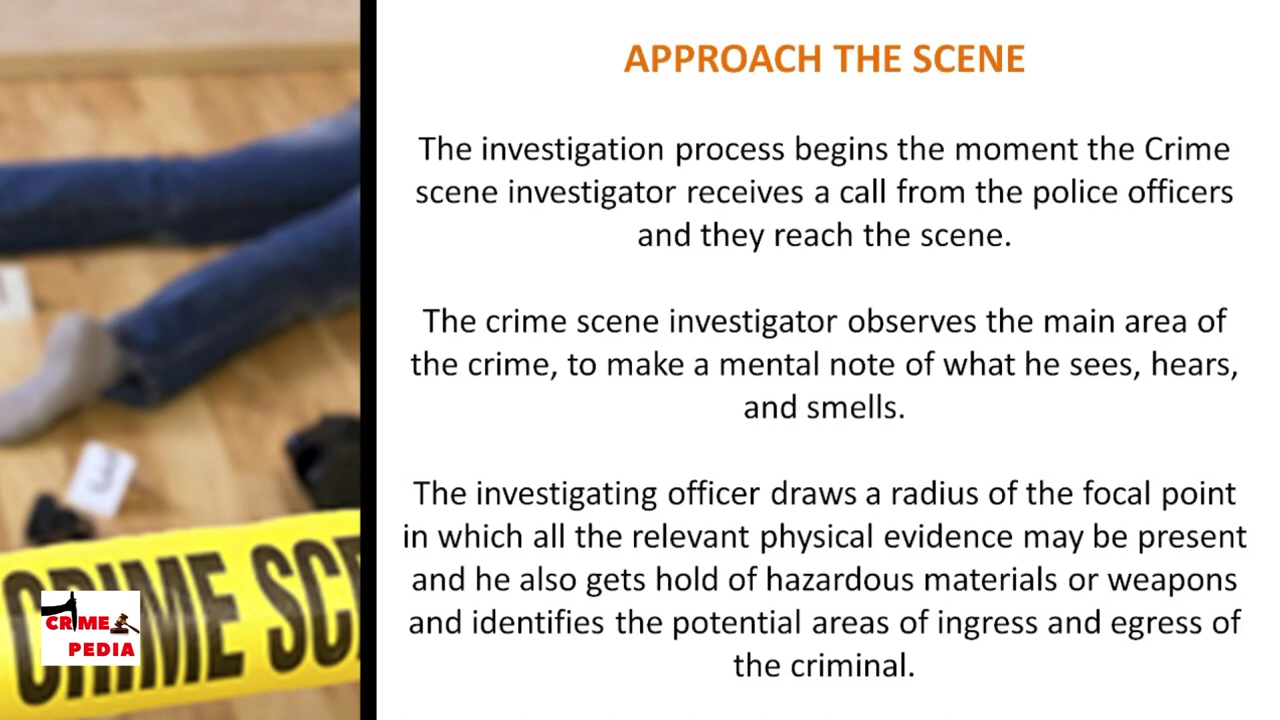 APPROACH THE SCENE
The investigation process begins the moment the Crime
scene investigator receives a call from the police officers
and they reach the scene.
The crime scene investigator observes the main area of
the crime, to make a mental note of what he sees, hears,
and smells.
The investigating officer draws a radius of the focal point
in which all the relevant physical evidence may be present
and he also gets hold of hazardous materials or weapons
and identifies the potential areas of ingress and egress of
the criminal.
CRIME SC
CRIME
PEDIA